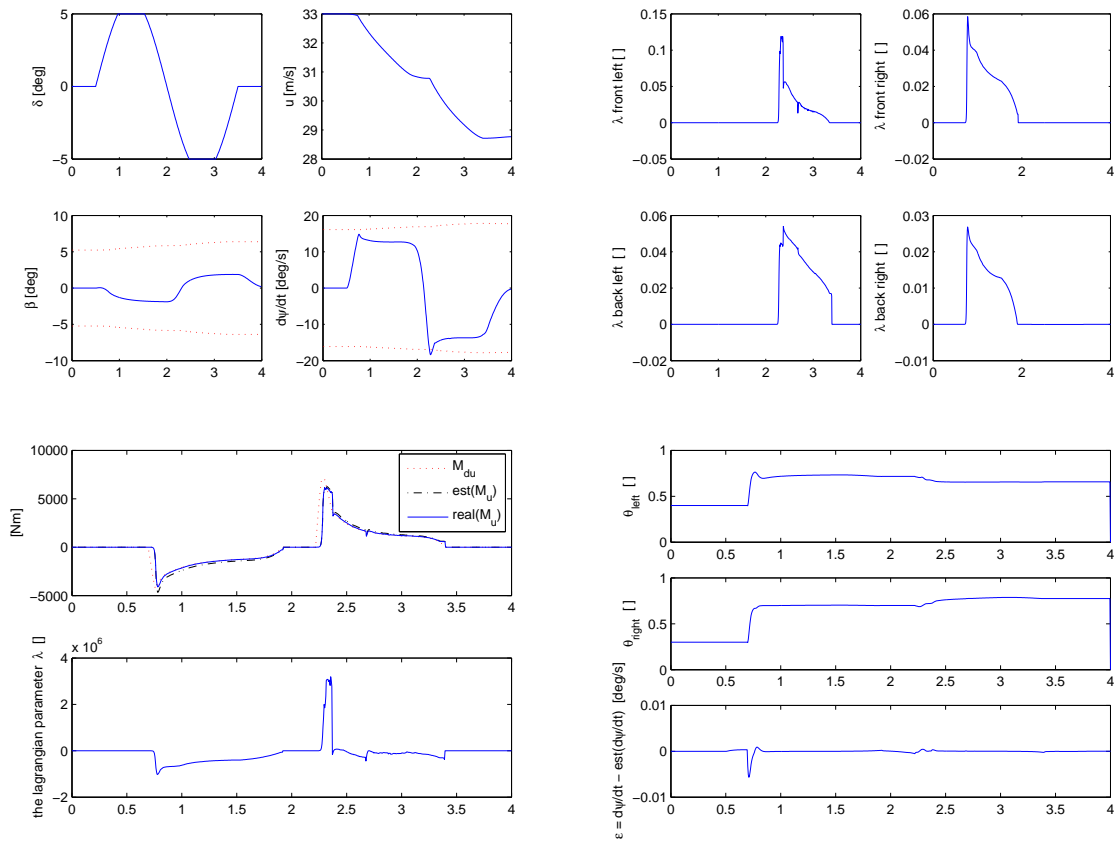 5
0
−5
0 1 2 3 4
δ [deg]
33
32
31
30
29
28
0 1 2 3 4
u [m/s]
10
5
0
−5
−10
0 1 2 3 4
β [deg]
20
10
0
−10
−20
0 1 2 3 4
dψ/dt [deg/s]
0.15
0.1
0.05
0
−0.05
0 1 2 3 4
λ front left [ ]
0.06
0.04
0.02
0
−0.02
0 2 4
λ front right [ ]
0.06
0.04
0.02
0
−0.02
0 1 2 3 4
λ back left [ ]
0.03
0.02
0.01
0
−0.01
0 2 4
λ back right [ ]
10000
5000
0
−5000
0 0.5 1 1.5 2 2.5 3 3.5 4
[Nm]
M_du
est(M_u)
real(M_u)
x 10^6
4
2
0
−2
0 0.5 1 1.5 2 2.5 3 3.5 4
the lagrangian parameter λ []
1
0.5
0
0 0.5 1 1.5 2 2.5 3 3.5 4
θ_left [ ]
1
0.5
0
0 0.5 1 1.5 2 2.5 3 3.5 4
θ_right [ ]
0.01
0
−0.01
0 0.5 1 1.5 2 2.5 3 3.5 4
ε = dψ/dt − est(dψ/dt) [deg/s]